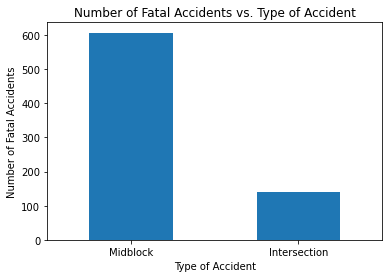 Number of Fatal Accidents vs. Type of Accident
Number of Fatal Accidents
600
500
400
300
200
100
0
Midblock Intersection
Type of Accident